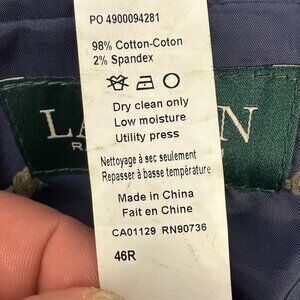 PO 4900094281
98% Cotton-Coton
2% Spandex
Dry clean only
Low moisture
Utility press
Nettoyage à sec seulement
Repasser à basse température
Made in China
Fait en Chine
CA01129 RN90736
46R